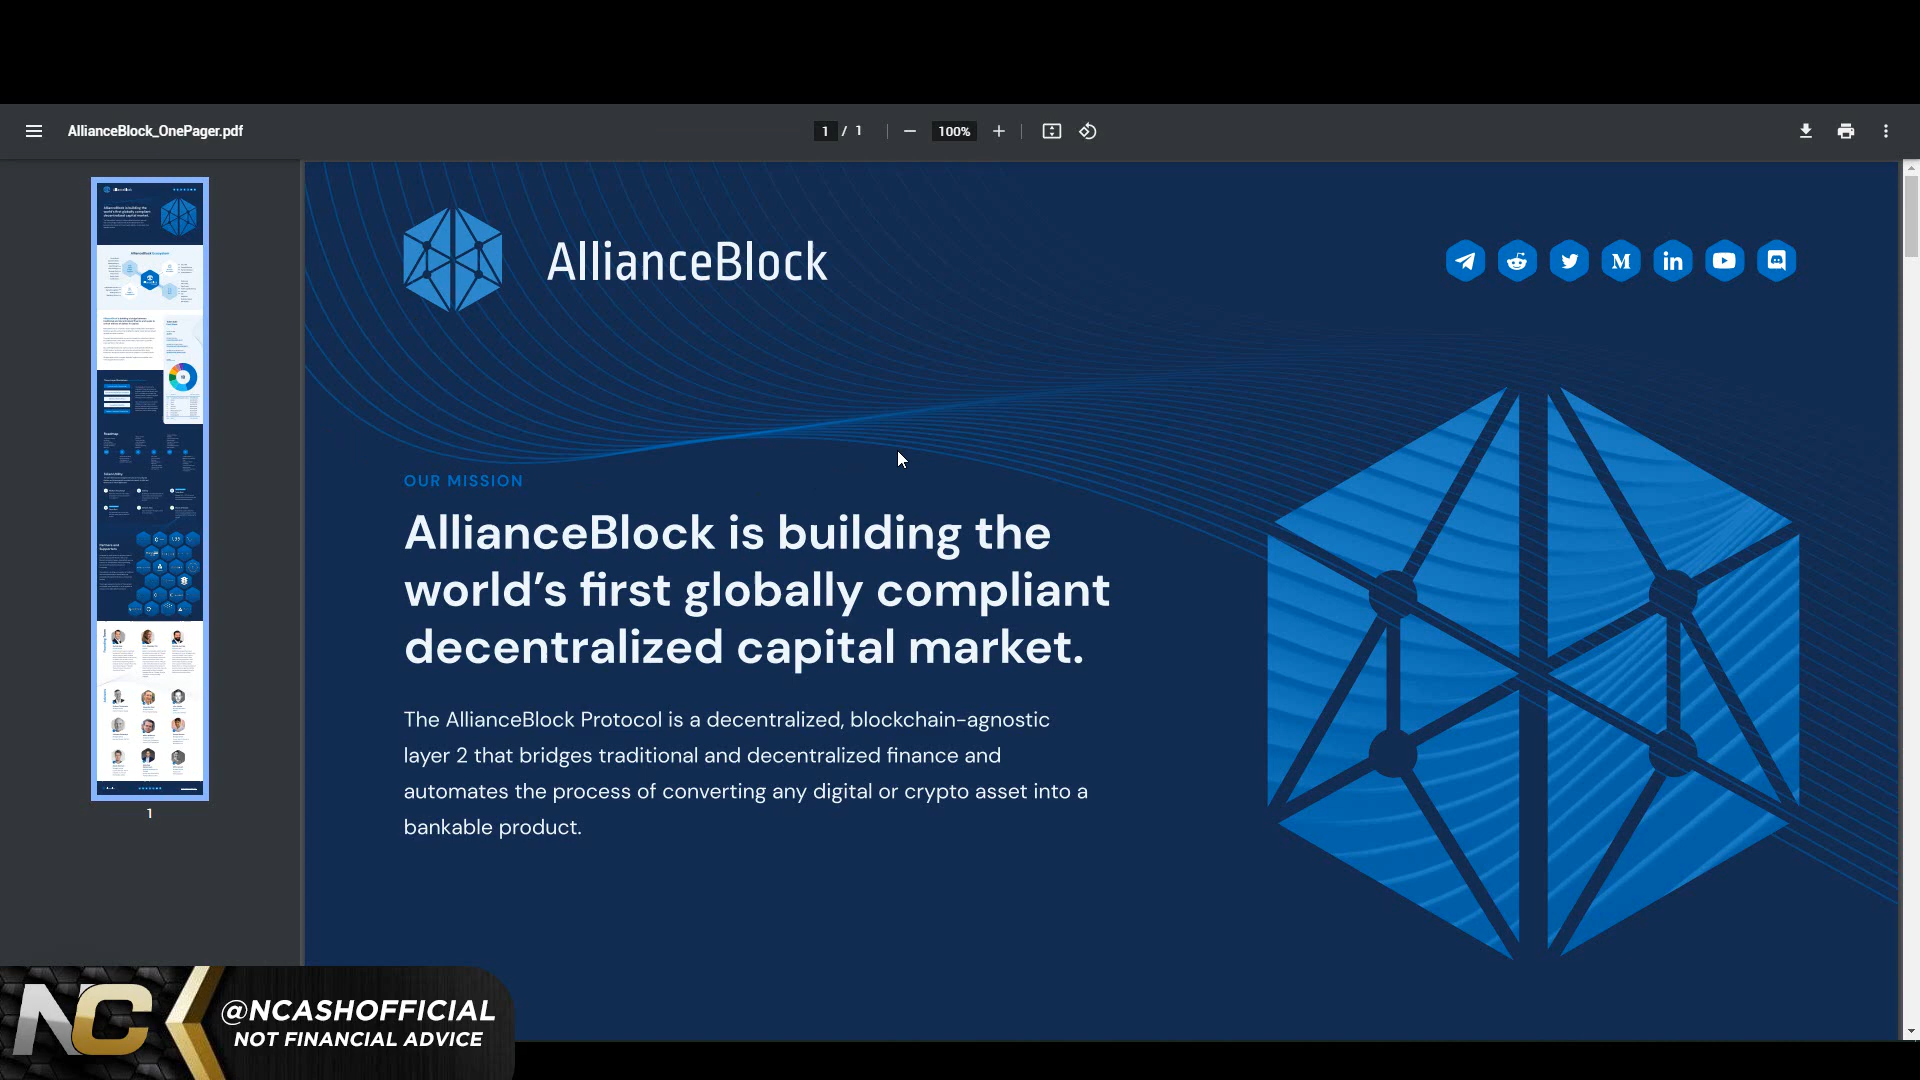 AllianceBlock_OnePager.pdf
1 / 1
100%
AllianceBlock
OUR MISSION
AllianceBlock is building the
world’s first globally compliant
decentralized capital market.
The AllianceBlock Protocol is a decentralized, blockchain-agnostic
layer 2 that bridges traditional and decentralized finance and
automates the process of converting any digital or crypto asset into a
bankable product.
1
NC
@NCASHOFFICIAL
NOT FINANCIAL ADVICE